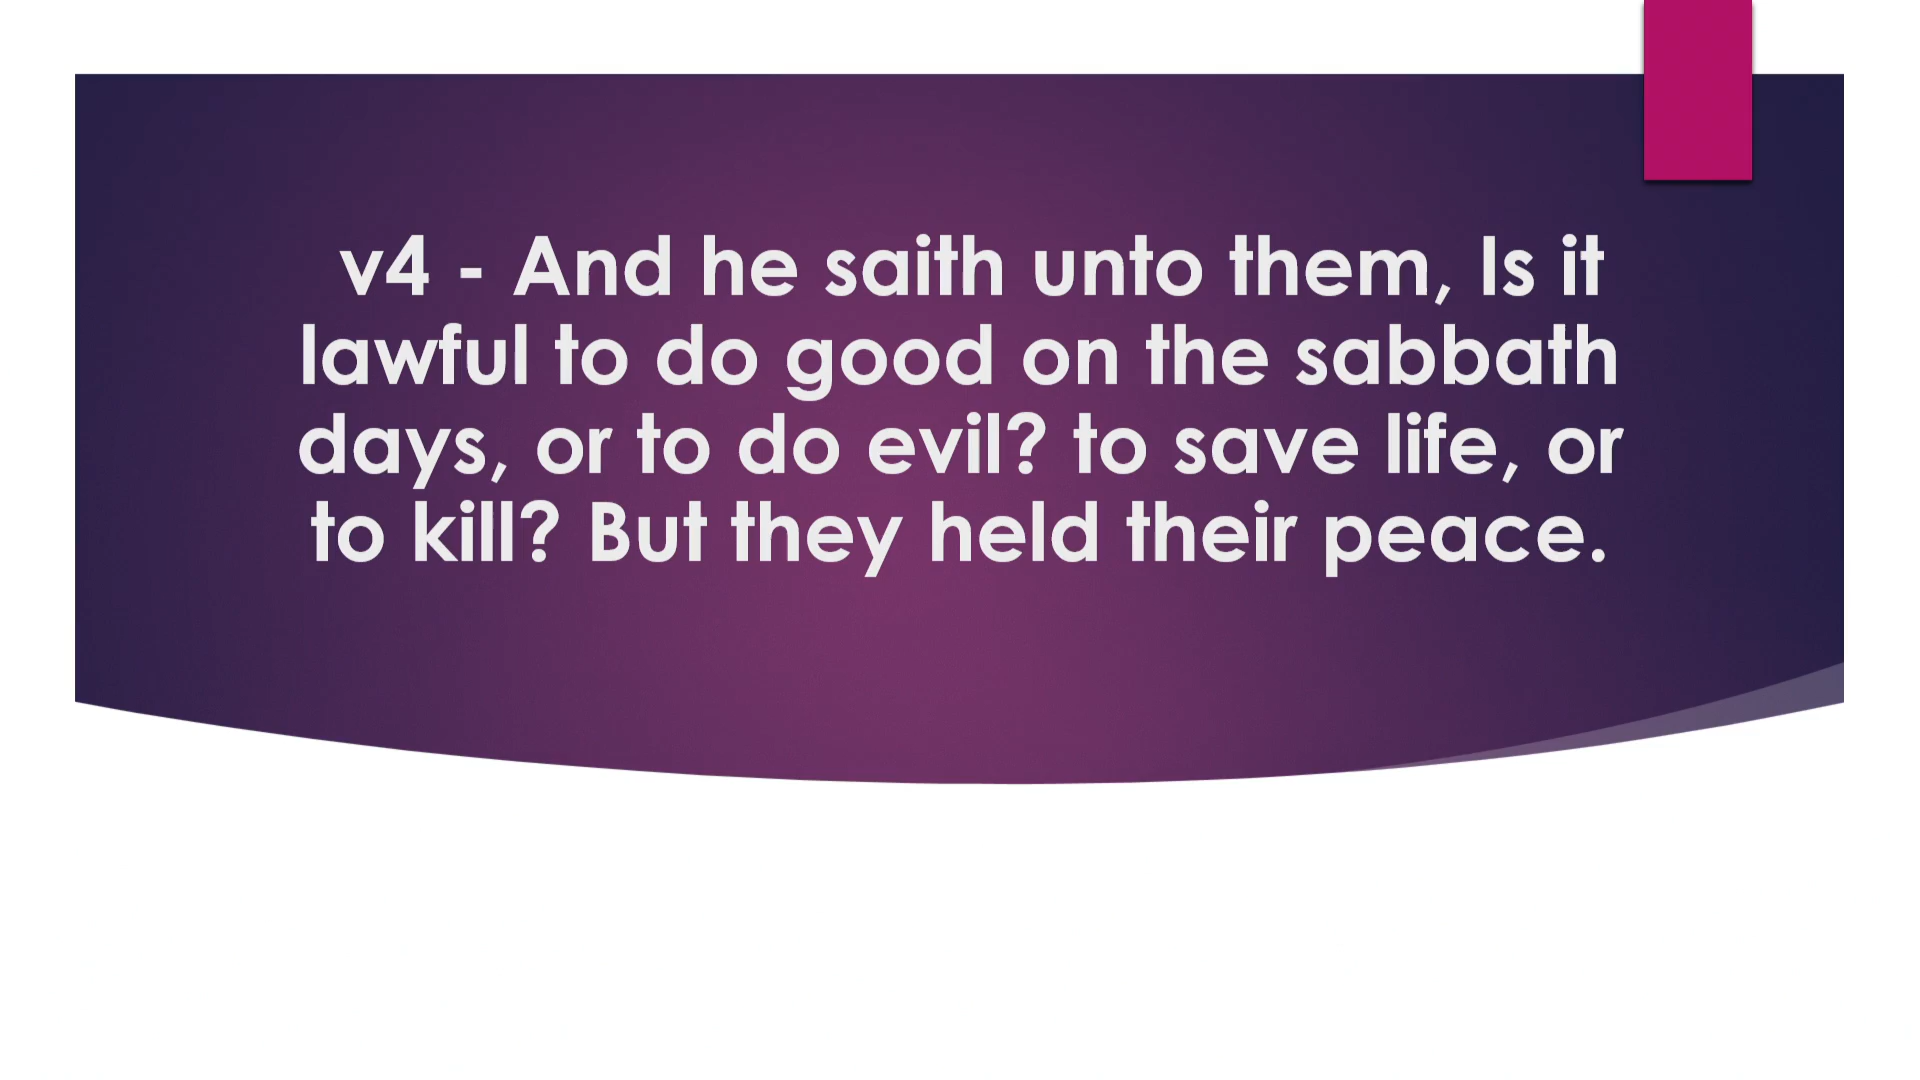 v4 - And he saith unto them, Is it
lawful to do good on the sabbath
days, or to do evil? to save life, or
to kill? But they held their peace.